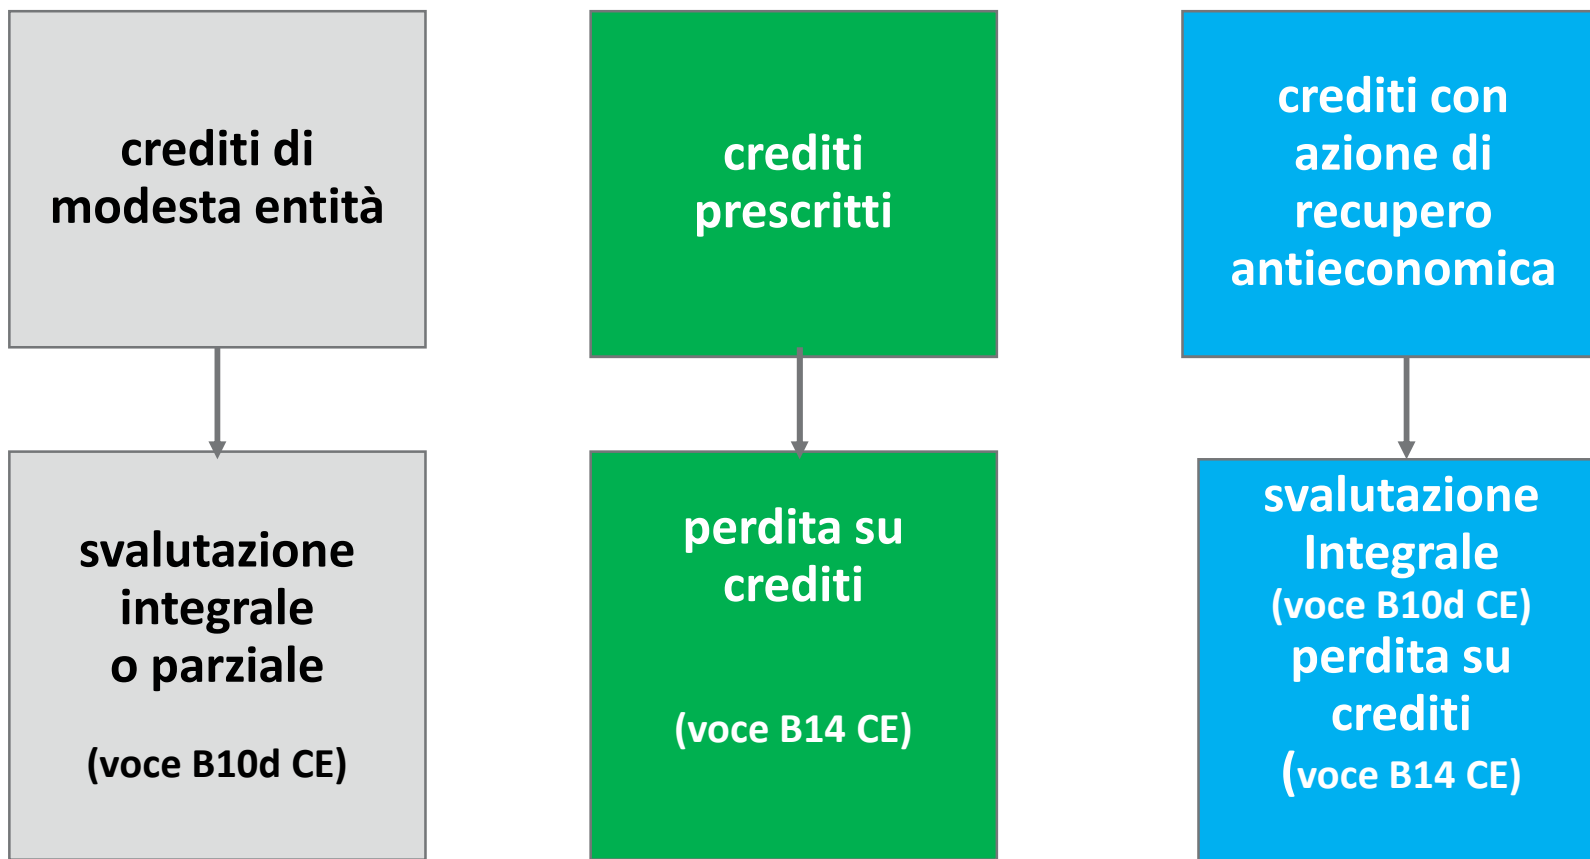 crediti di
modesta entità
crediti
prescritti
crediti con
azione di
recupero
antieconomica
svalutazione
integrale
o parziale
(voce B10d CE)
perdita su
crediti
(voce B14 CE)
svalutazione
Integrale
(voce B10d CE)
perdita su
crediti
(voce B14 CE)